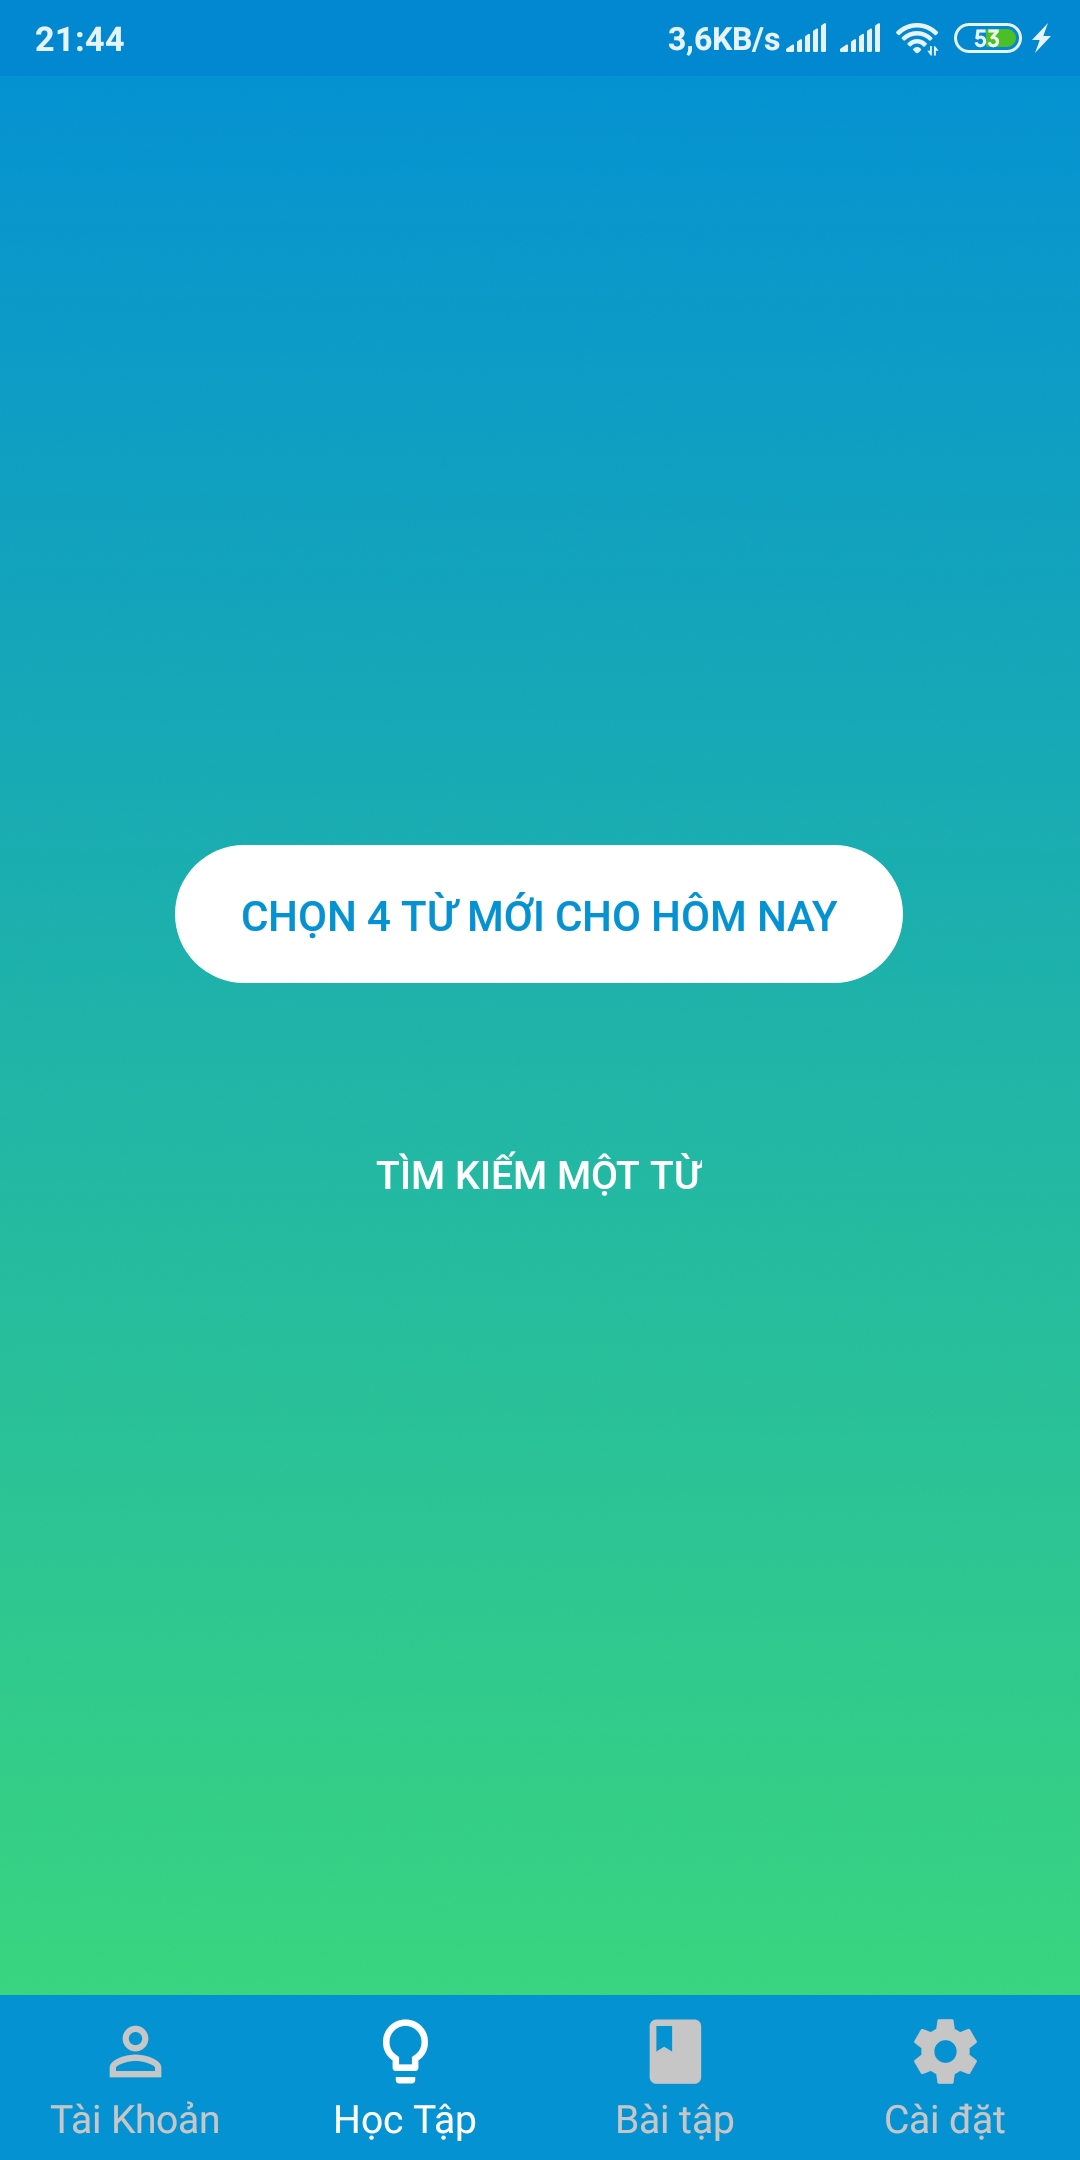 21:44
3,6KB/s
53
CHỌN 4 TỪ MỚI CHO HÔM NAY
TÌM KIẾM MỘT TỪ
Tài Khoản
Học Tập
Bài tập
Cài đặt